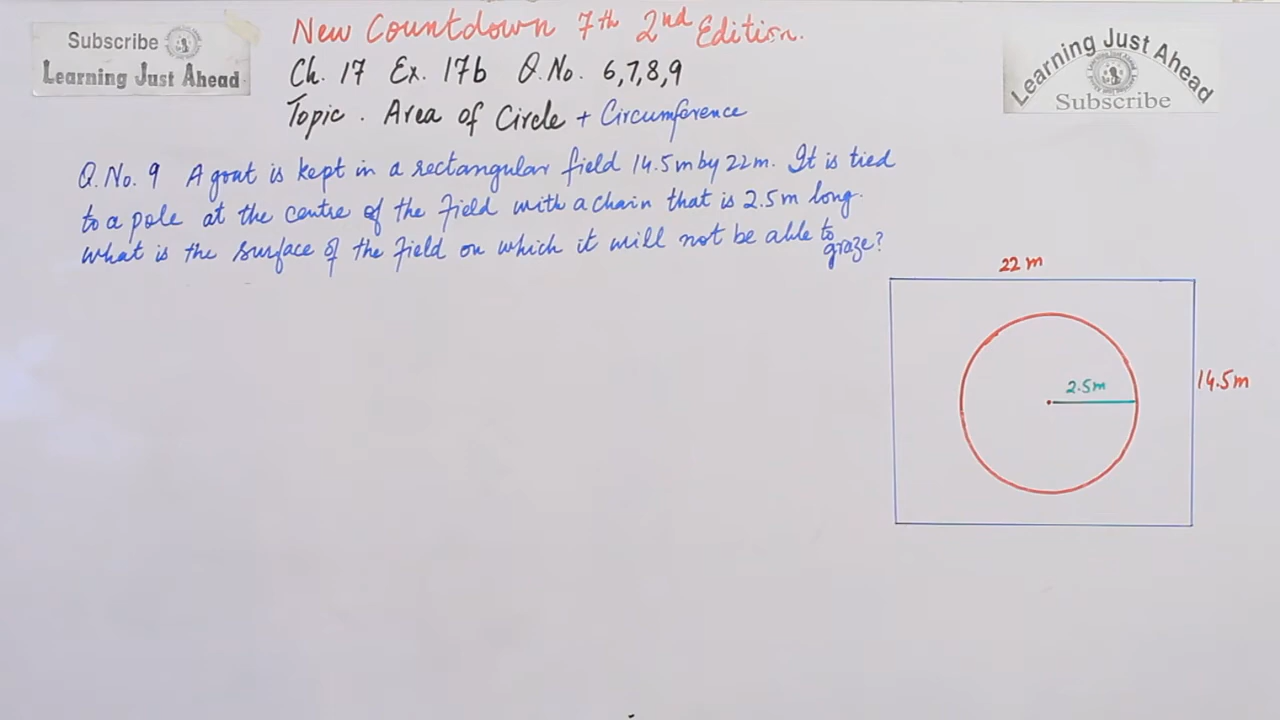 Subscribe
Learning Just Ahead
New Countdown 7th 2nd Edition.
Ch. 17 Ex. 17b Q.No. 6,7,8,9
Topic. Area of Circle + Circumference
Learning Just Ahead
Subscribe
Q.No. 9 A goat is kept in a rectangular field 14.5m by 22m. It is tied
to a pole at the centre of the field with a chain that is 2.5m long.
what is the surface of the field on which it will not be able to
graze?
22 m
2.5m
14.5m